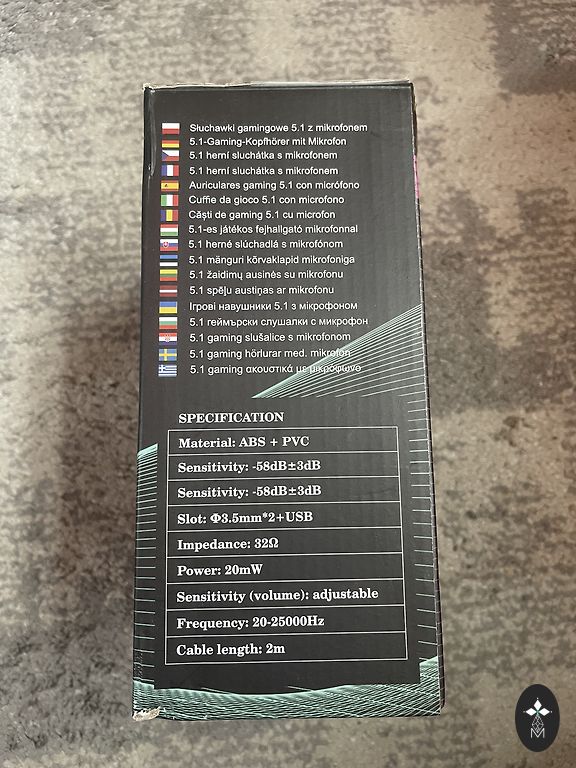 Słuchawki gamingowe 5.1 z mikrofonem
5.1-Gaming-Kopfhörer mit Mikrofon
5.1 herní sluchátka s mikrofonem
5.1 herní sluchátka s mikrofonem
Auriculares gaming 5.1 con micrófono
Cuffie da gioco 5.1 con microfono
Căști de gaming 5.1 cu microfon
5.1-es játékos fejhallgató mikrofonnal
5.1 herné slúchadlá s mikrofónom
5.1 mänguri kõrvaklapid mikrofoniga
5.1 žaidimų ausinės su mikrofonu
5.1 spēļu austiņas ar mikrofonu
Ігрові навушники 5.1 з мікрофоном
5.1 геймърски слушалки с микрофон
5.1 gaming slušalice s mikrofonom
5.1 gaming hörlurar med. mikrofon
5.1 gaming ακουστικά με μικρόφωνο
SPECIFICATION
Material: ABS + PVC
Sensitivity: -58dB±3dB
Sensitivity: -58dB±3dB
Slot: Φ3.5mm*2+USB
Impedance: 32Ω
Power: 20mW
Sensitivity (volume): adjustable
Frequency: 20-25000Hz
Cable length: 2m
M